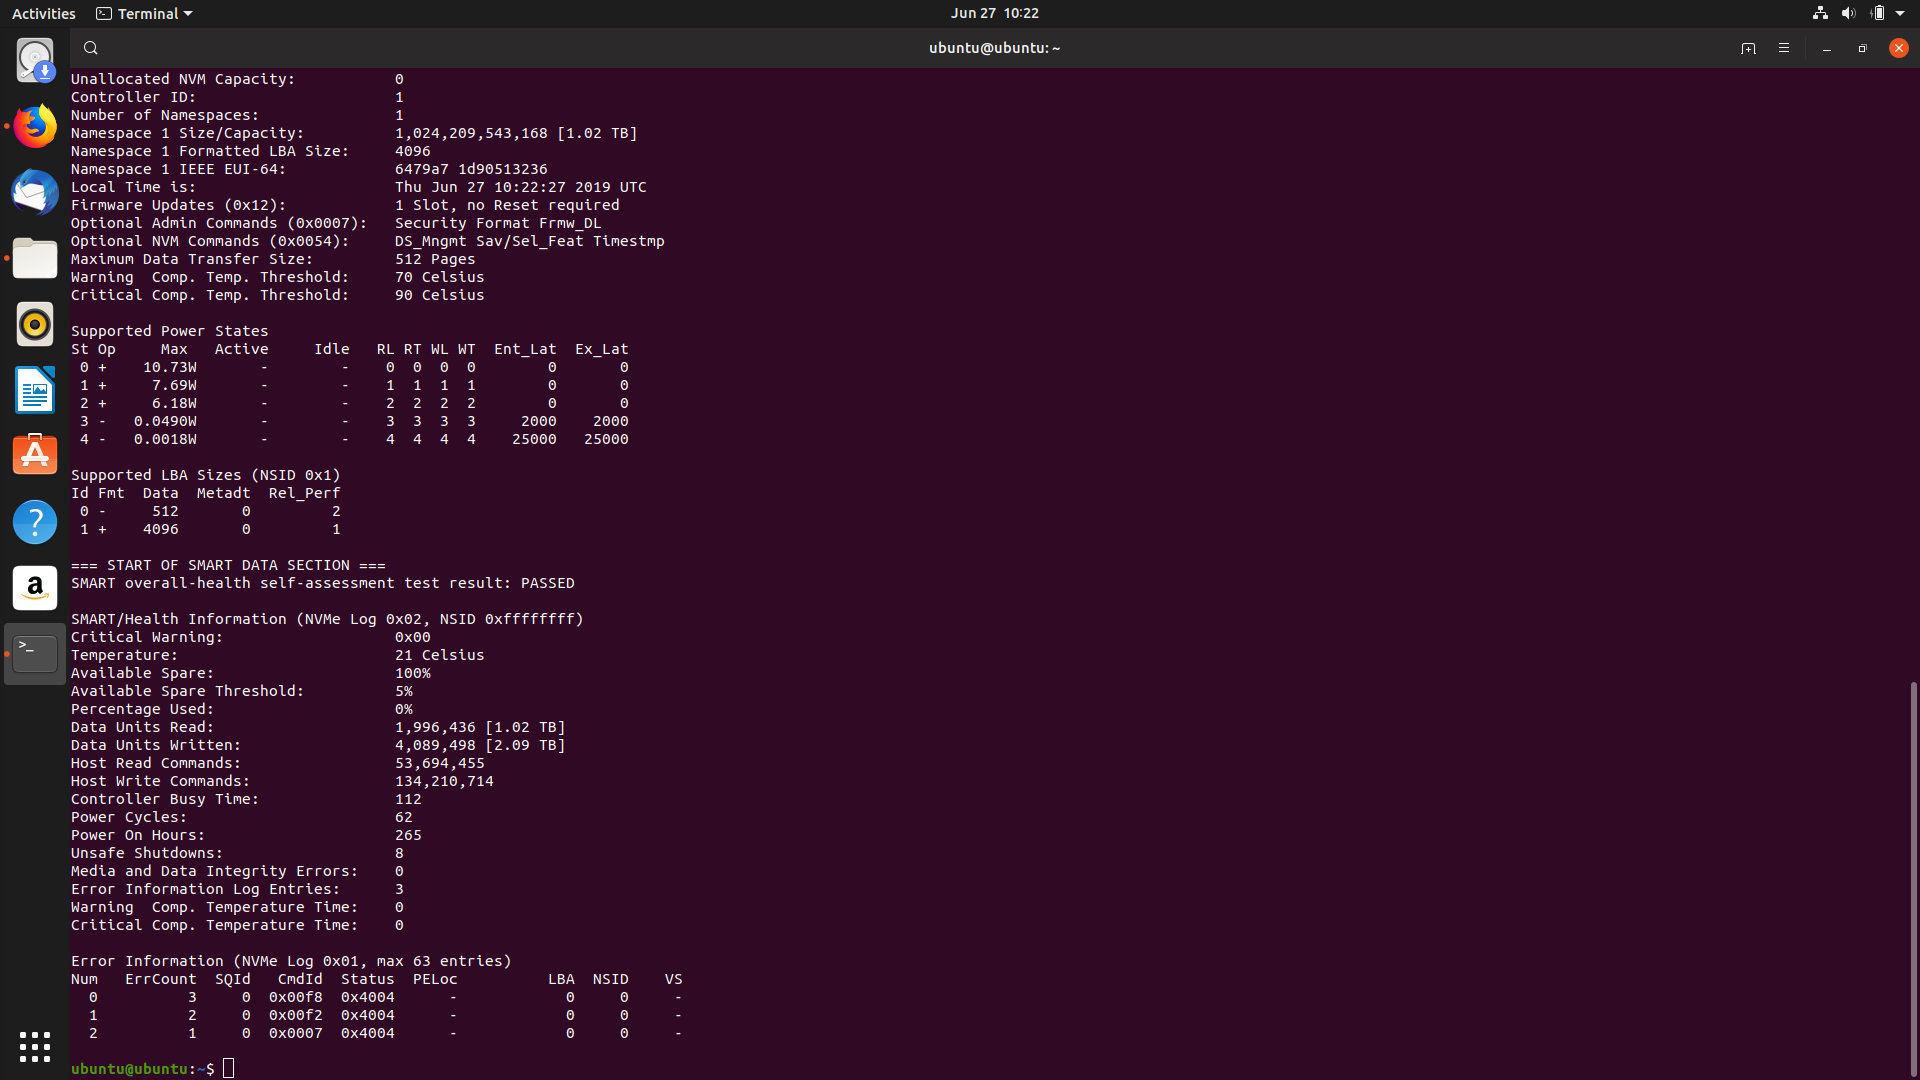 Activities Terminal Jun 27 10:22
ubuntu@ubuntu: ~
Unallocated NVM Capacity: 0
Controller ID: 1
Number of Namespaces: 1
Namespace 1 Size/Capacity: 1,024,209,543,168 [1.02 TB]
Namespace 1 Formatted LBA Size: 4096
Namespace 1 IEEE EUI-64: 6479a7 1d90513236
Local Time is: Thu Jun 27 10:22:27 2019 UTC
Firmware Updates (0x12): 1 Slot, no Reset required
Optional Admin Commands (0x0007): Security Format Frmw_DL
Optional NVM Commands (0x0054): DS_Mngmt Sav/Sel_Feat Timestmp
Maximum Data Transfer Size: 512 Pages
Warning  Comp. Temp. Threshold: 70 Celsius
Critical Comp. Temp. Threshold: 90 Celsius
Supported Power States
St Op     Max   Active     Idle   RL RT WL WT  Ent_Lat  Ex_Lat
 0 +    10.73W       -        -    0  0  0  0        0       0
 1 +     7.69W       -        -    1  1  1  1        0       0
 2 +     6.18W       -        -    2  2  2  2        0       0
 3 -   0.0490W       -        -    3  3  3  3     2000    2000
 4 -   0.0018W       -        -    4  4  4  4    25000   25000
Supported LBA Sizes (NSID 0x1)
Id Fmt  Data  Metadt  Rel_Perf
 0 -     512       0         2
 1 +    4096       0         1
=== START OF SMART DATA SECTION ===
SMART overall-health self-assessment test result: PASSED
SMART/Health Information (NVMe Log 0x02, NSID 0xffffffff)
Critical Warning: 0x00
Temperature: 21 Celsius
Available Spare: 100%
Available Spare Threshold: 5%
Percentage Used: 0%
Data Units Read: 1,996,436 [1.02 TB]
Data Units Written: 4,089,498 [2.09 TB]
Host Read Commands: 53,694,455
Host Write Commands: 134,210,714
Controller Busy Time: 112
Power Cycles: 62
Power On Hours: 265
Unsafe Shutdowns: 8
Media and Data Integrity Errors: 0
Error Information Log Entries: 3
Warning  Comp. Temperature Time: 0
Critical Comp. Temperature Time: 0
Error Information (NVMe Log 0x01, max 63 entries)
Num   ErrCount  SQId   CmdId  Status  PELoc          LBA  NSID    VS
  0          3     0  0x00f8  0x4004      -            0     0     -
  1          2     0  0x00f2  0x4004      -            0     0     -
  2          1     0  0x0007  0x4004      -            0     0     -
ubuntu@ubuntu:~$